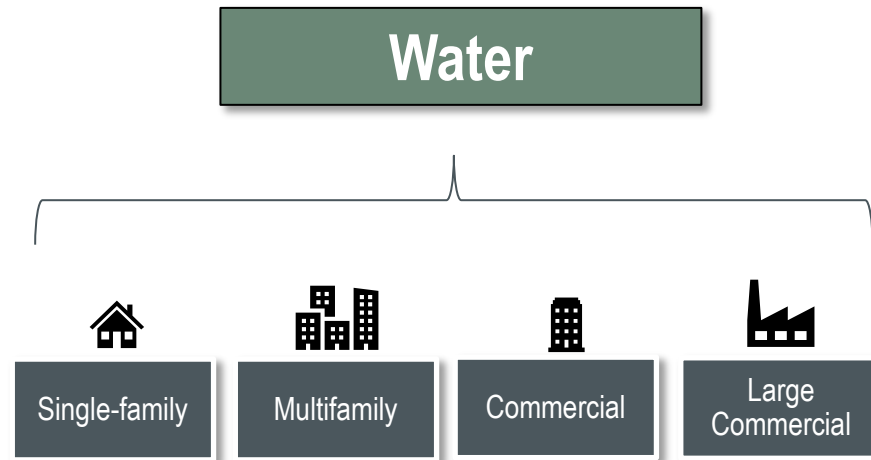 Water
Single-family
Multifamily
Commercial
Large
Commercial